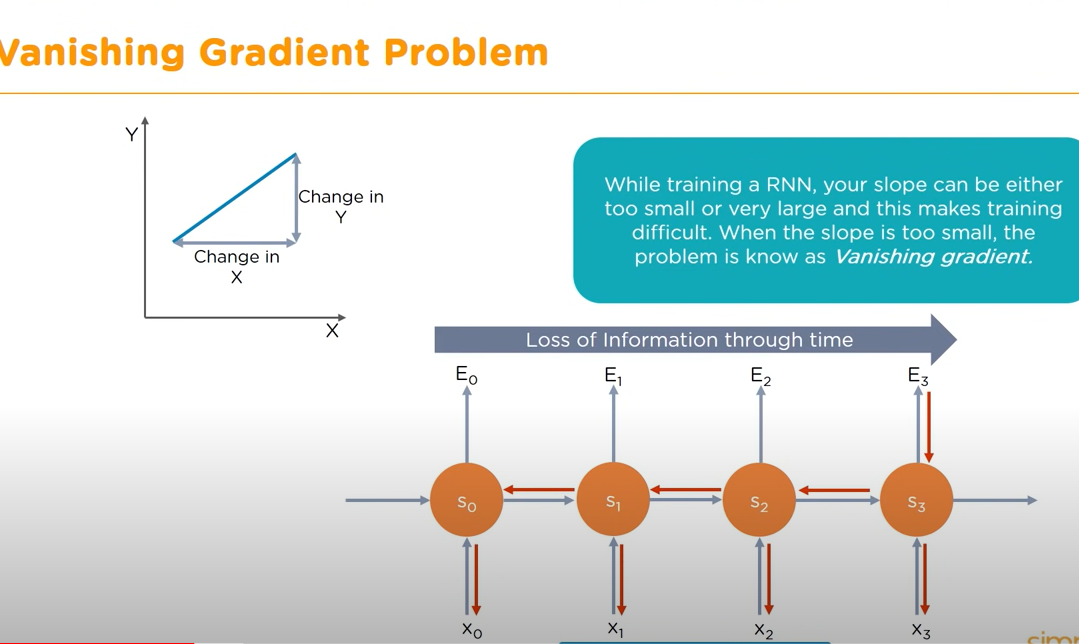 Vanishing Gradient Problem
Y
Change in
Y
Change in
X
X
While training a RNN, your slope can be either
too small or very large and this makes training
difficult. When the slope is too small, the
problem is know as Vanishing gradient.
Loss of Information through time
E₀ E₁ E₂ E₃
S₀ S₁ S₂ S₃
X₀ X₁ X₂ X₃